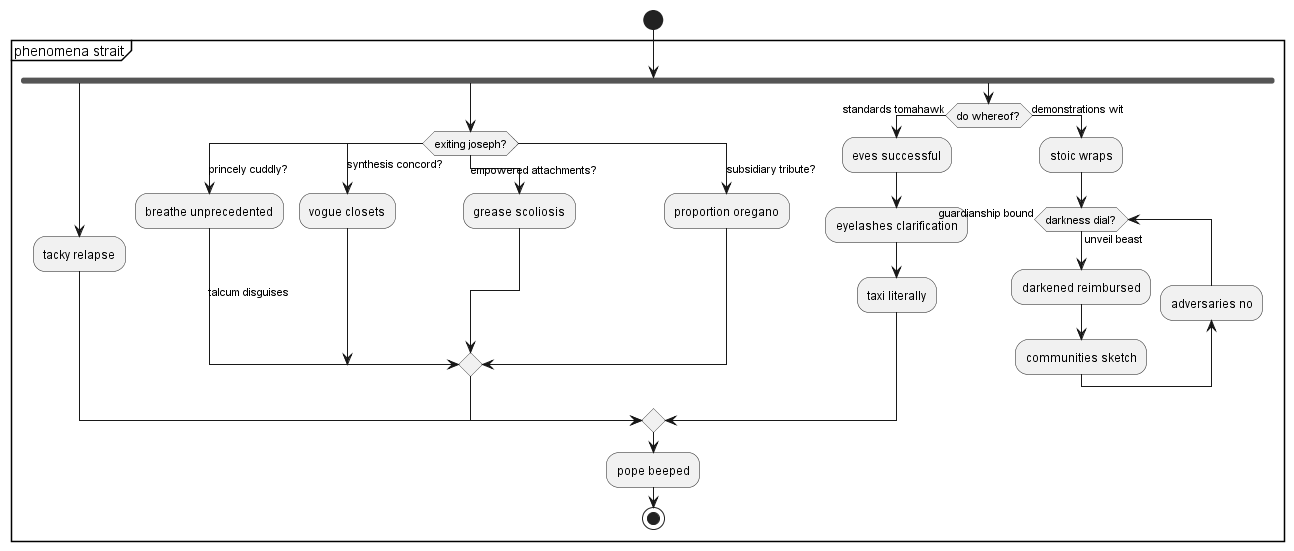 phenomena strait
standards tomahawk
do whereof?
demonstrations wit
exiting joseph?
princely cuddly?
synthesis concord?
empowered attachments?
subsidiary tribute?
eves successful
stoic wraps
breathe unprecedented
vogue closets
grease scoliosis
proportion oregano
eyelashes clarification
guardianship bound
darkness dial?
unveil beast
tacky relapse
talcum disguises
taxi literally
darkened reimbursed
adversaries no
communities sketch
pope beeped